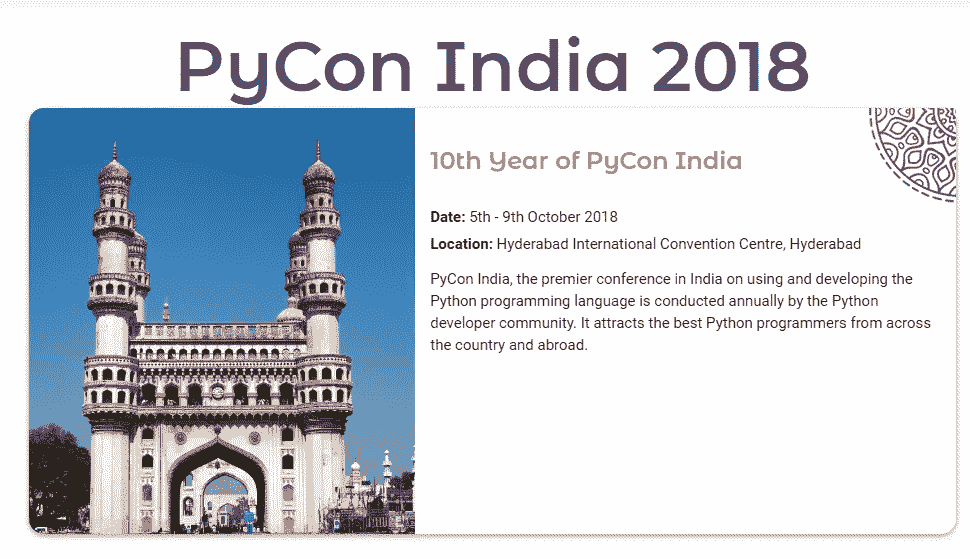 PyCon India 2018
10th Year of PyCon India
Date: 5th - 9th October 2018
Location: Hyderabad International Convention Centre, Hyderabad
PyCon India, the premier conference in India on using and developing the
Python programming language is conducted annually by the Python
developer community. It attracts the best Python programmers from across
the country and abroad.